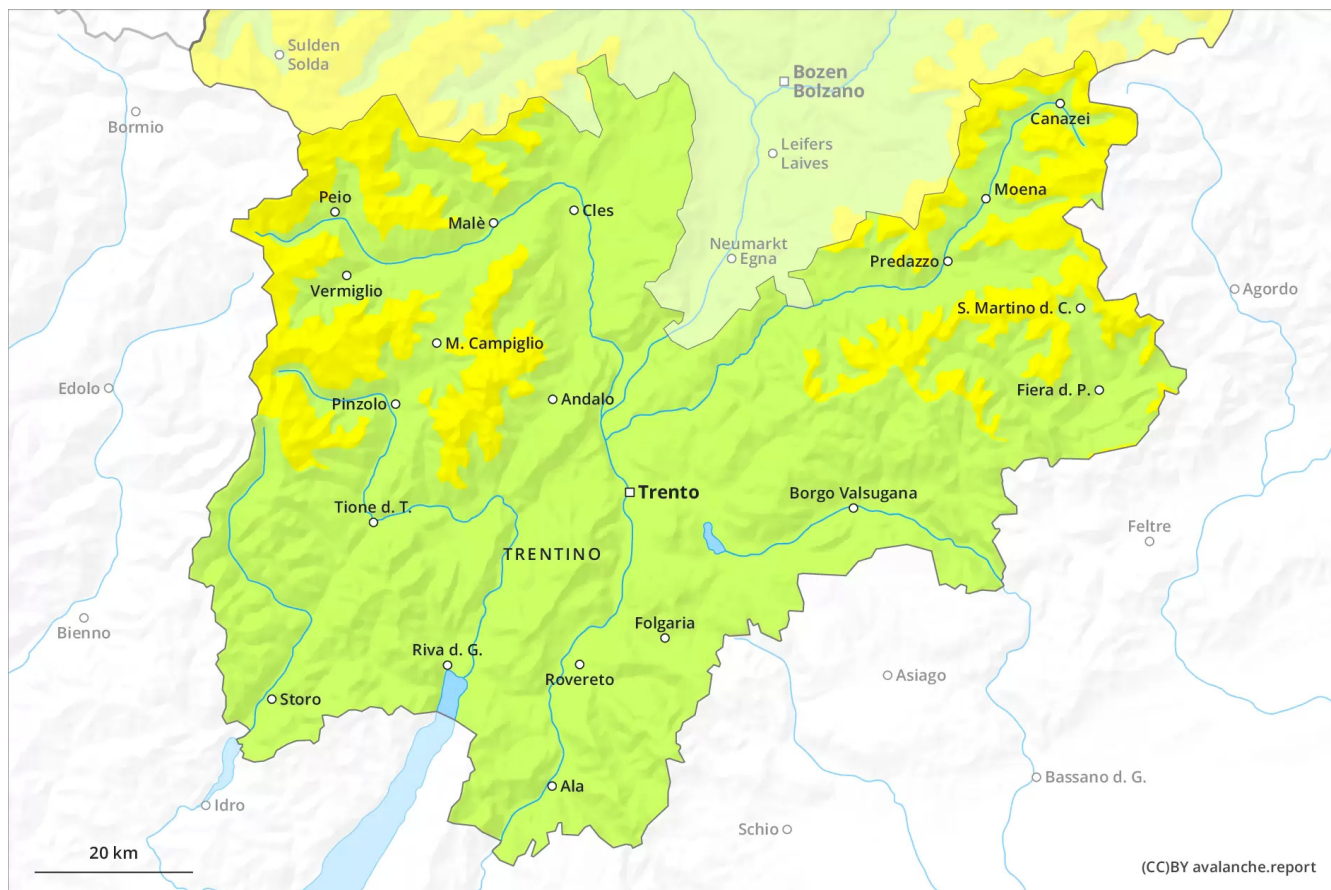 Sulden
Solda
Bozen
Bolzano
Bormio
Canazei
Leifers
Laives
Peio
Moena
Malè
Cles
Neumarkt
Egna
Predazzo
Vermiglio
Agordo
S. Martino d. C.
M. Campiglio
Edolo
Andalo
Fiera d. P.
Pinzolo
Trento
Borgo Valsugana
Tione d. T.
Feltre
TRENTINO
Bienno
Folgaria
Riva d. G.
Asiago
Rovereto
Storo
Bassano d. G.
Ala
Idro
Schio
20 km
(CC)BY avalanche.report